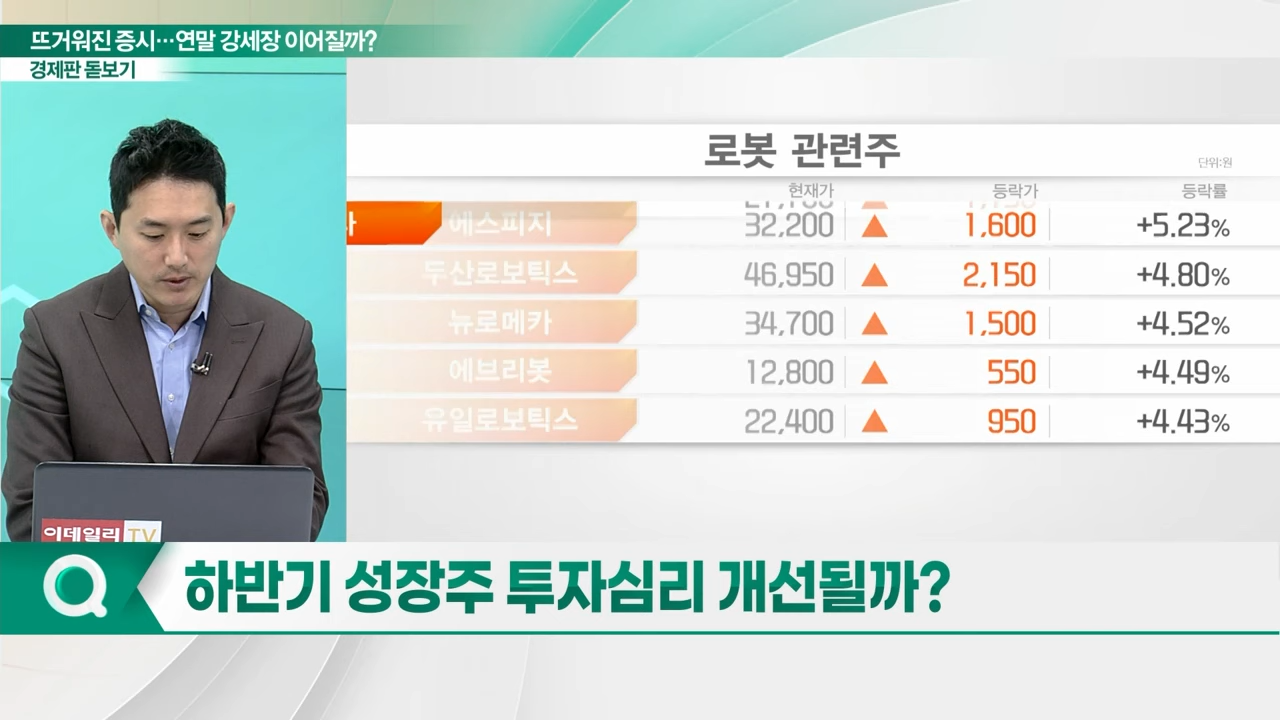 뜨거워진 증시…연말 강세장 이어질까?
경제판 돋보기
로봇 관련주
단위:원
현재가 등락가 등락률
에스피지 32,200 ▲ 1,600 +5.23%
두산로보틱스 46,950 ▲ 2,150 +4.80%
뉴로메카 34,700 ▲ 1,500 +4.52%
에브리봇 12,800 ▲ 550 +4.49%
유일로보틱스 22,400 ▲ 950 +4.43%
이데일리 TV
하반기 성장주 투자심리 개선될까?